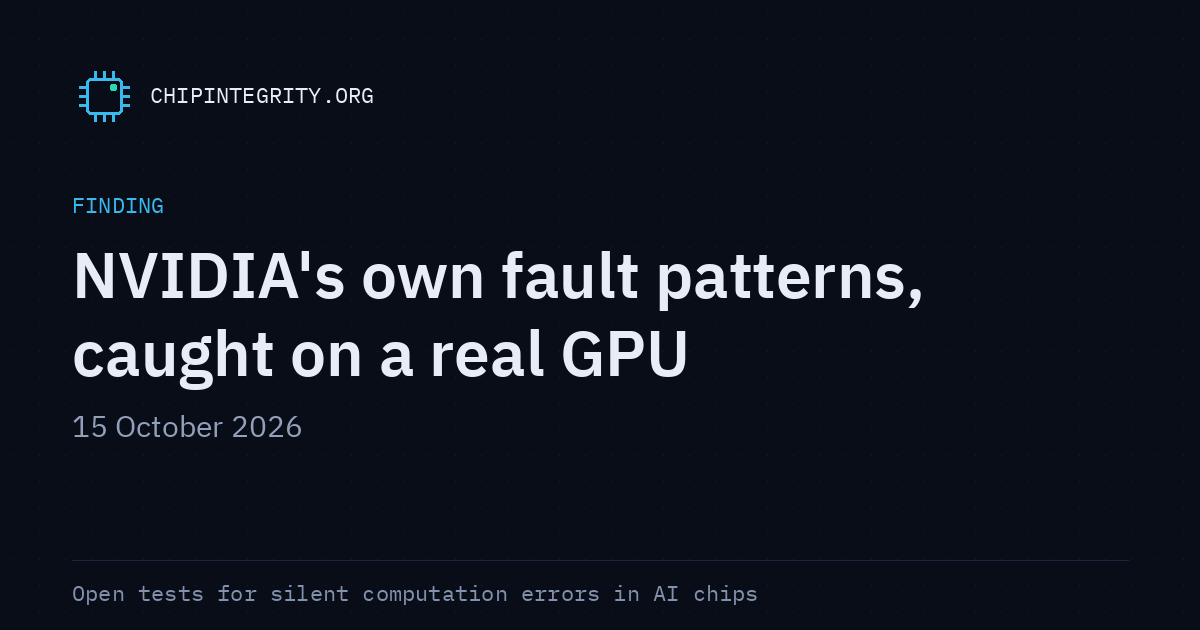 CHIPINTEGRITY.ORG
FINDING
NVIDIA's own fault patterns,
caught on a real GPU
15 October 2026
Open tests for silent computation errors in AI chips